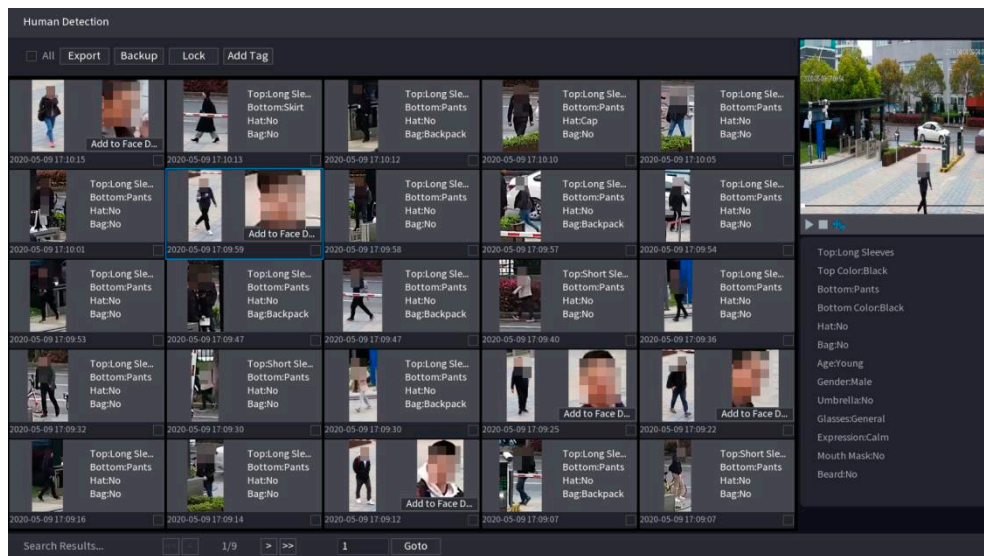 Human Detection
All Export Backup Lock Add Tag
Add to Face D...
2020-05-09 17:10:15
Top:Long Sle...
Bottom:Skirt
Hat:No
Bag:No
2020-05-09 17:10:13
Top:Long Sle...
Bottom:Pants
Hat:No
Bag:Backpack
2020-05-09 17:10:12
Top:Long Sle...
Bottom:Pants
Hat:Cap
Bag:No
2020-05-09 17:10:10
Top:Long Sle...
Bottom:Pants
Hat:No
Bag:No
2020-05-09 17:10:05
Top:Long Sle...
Bottom:Pants
Hat:No
Bag:No
2020-05-09 17:10:01
Add to Face D...
2020-05-09 17:09:59
Top:Long Sle...
Bottom:Pants
Hat:No
Bag:No
2020-05-09 17:09:58
Top:Long Sle...
Bottom:Pants
Hat:No
Bag:Backpack
2020-05-09 17:09:57
Top:Long Sle...
Bottom:Pants
Hat:No
Bag:No
2020-05-09 17:09:54
Top:Long Sle...
Bottom:Pants
Hat:No
Bag:No
2020-05-09 17:09:53
Top:Long Sle...
Bottom:Pants
Hat:No
Bag:Backpack
2020-05-09 17:09:47
Top:Long Sle...
Bottom:Pants
Hat:No
Bag:No
2020-05-09 17:09:47
Top:Short Sle...
Bottom:Pants
Hat:No
Bag:No
2020-05-09 17:09:40
Top:Long Sle...
Bottom:Pants
Hat:No
Bag:No
2020-05-09 17:09:36
Top:Long Sle...
Bottom:Pants
Hat:No
Bag:No
2020-05-09 17:09:32
Top:Short Sle...
Bottom:Pants
Hat:No
Bag:No
2020-05-09 17:09:30
Top:Long Sle...
Bottom:Pants
Hat:No
Bag:Backpack
2020-05-09 17:09:30
Add to Face D...
2020-05-09 17:09:25
Add to Face D...
2020-05-09 17:09:22
Top:Long Sle...
Bottom:Pants
Hat:No
Bag:No
2020-05-09 17:09:16
Top:Long Sle...
Bottom:Pants
Hat:No
Bag:No
2020-05-09 17:09:14
Add to Face D...
2020-05-09 17:09:12
Top:Long Sle...
Bottom:Pants
Hat:No
Bag:Backpack
2020-05-09 17:09:07
Top:Short Sle...
Bottom:Pants
Hat:No
Bag:No
2020-05-09 17:09:07
Top:Long Sleeves
Top Color:Black
Bottom:Pants
Bottom Color:Black
Hat:No
Bag:No
Age:Young
Gender:Male
Umbrella:No
Glasses:General
Expression:Calm
Mouth Mask:No
Beard:No
Search Results... << < 1/9 > >> 1 Goto